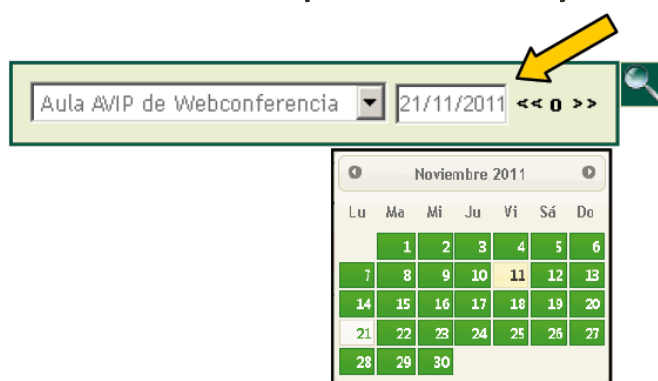 Aula AVIP de Webconferencia 21/11/2011 << 0 >>
Noviembre 2011
Lu Ma Mi Ju Vi Sá Do
1 2 3 4 5 6
7 8 9 10 11 12 13
14 15 16 17 18 19 20
21 22 23 24 25 26 27
28 29 30